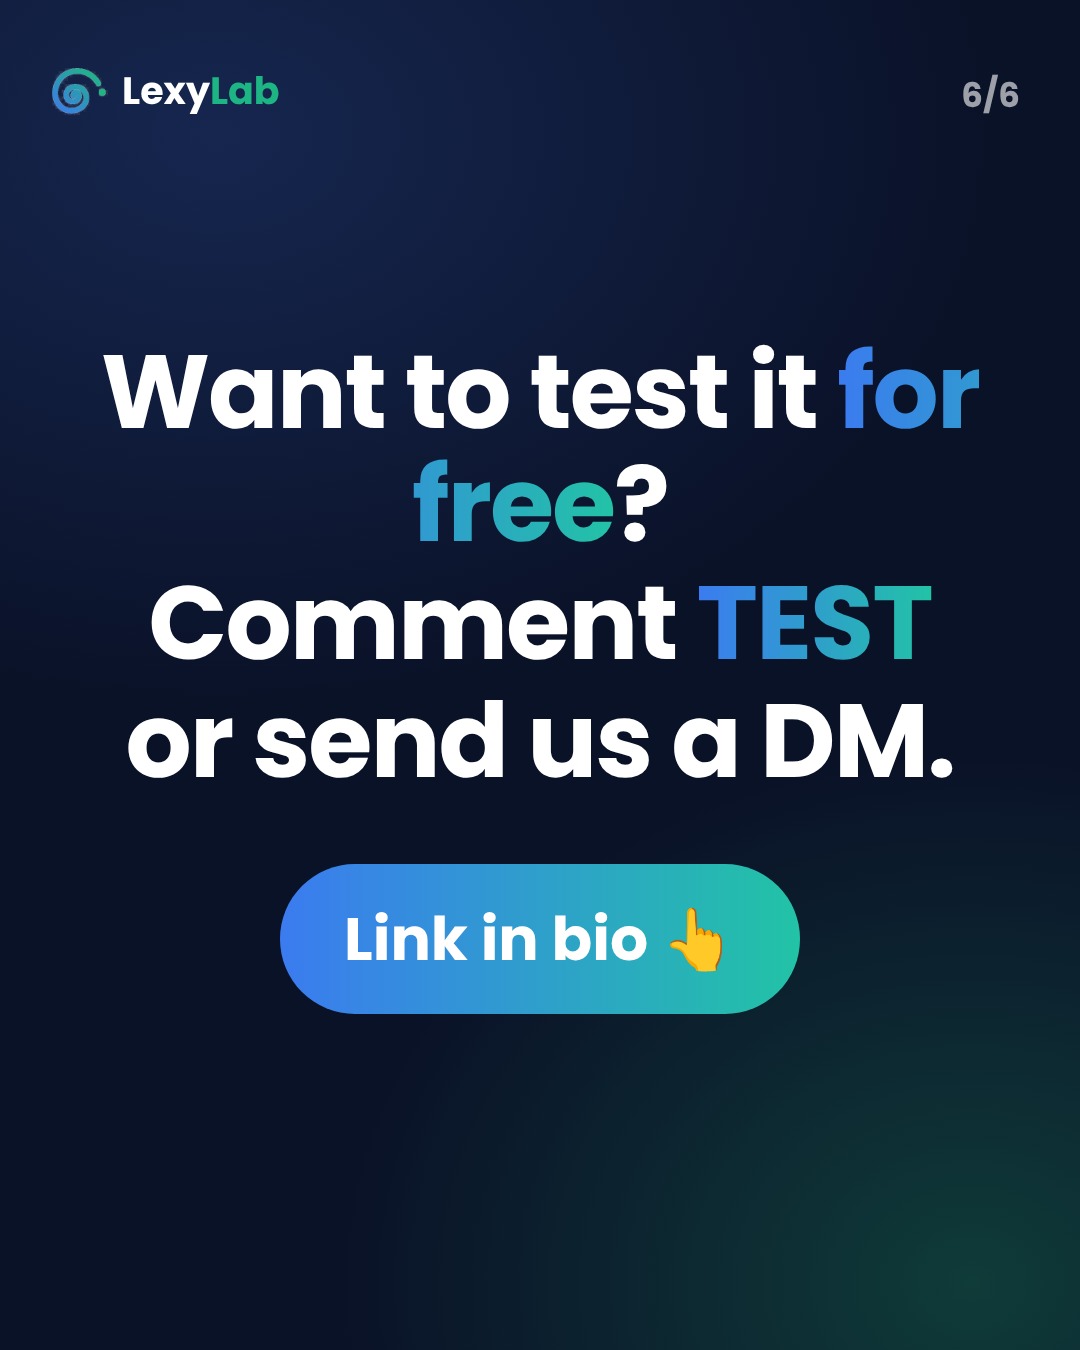 LexyLab
6/6
Want to test it for
free?
Comment TEST
or send us a DM.
Link in bio 👆